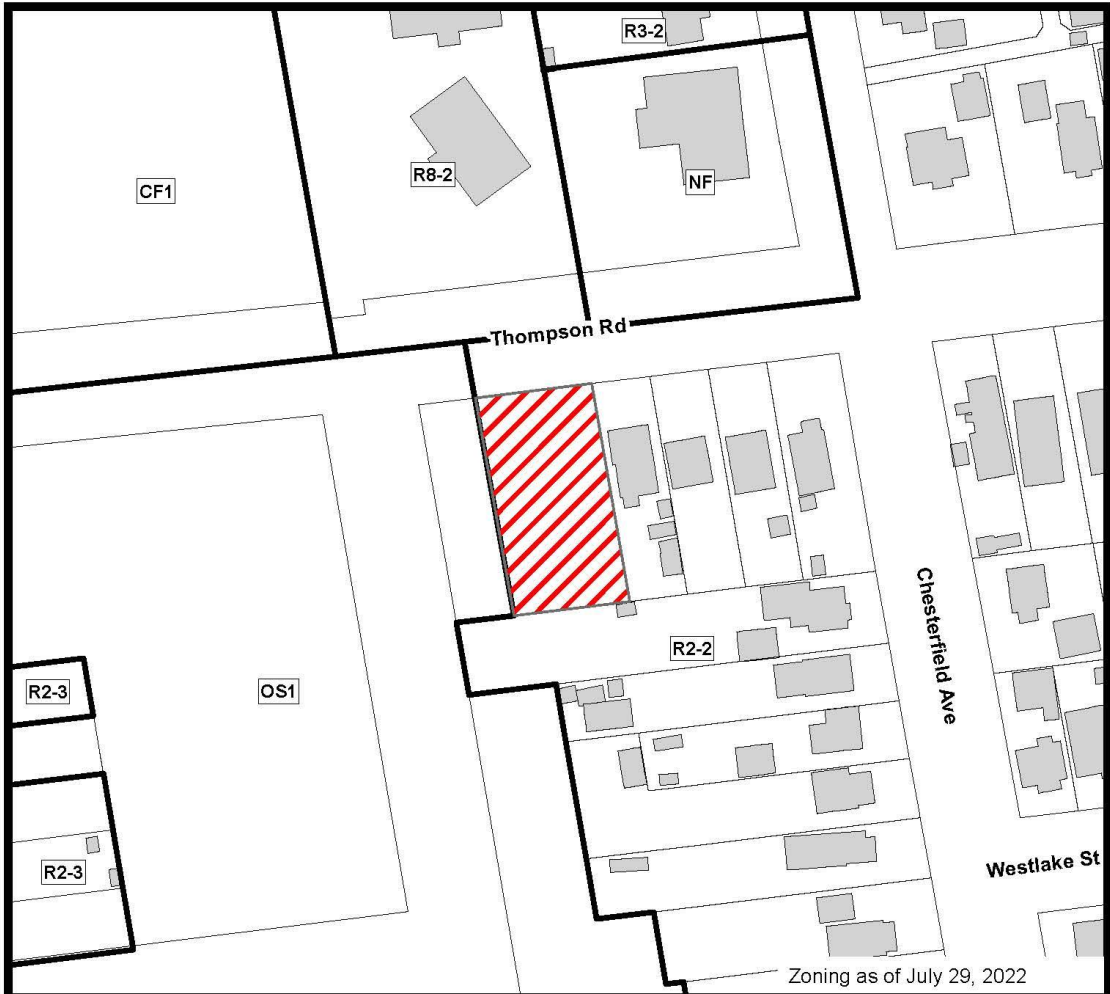 R3-2
CF1
R8-2
NF
Thompson Rd
Chesterfield Ave
R2-2
R2-3
OS1
R2-3
Westlake St
Zoning as of July 29, 2022